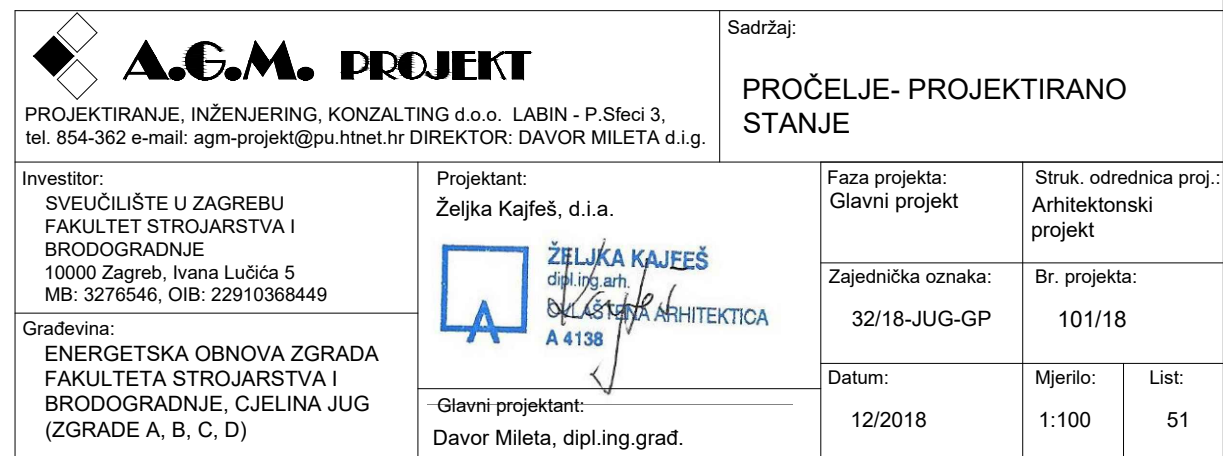 A.G.M. PROJEKT
PROJEKTIRANJE, INŽENJERING, KONZALTING d.o.o. LABIN - P.Sfeci 3,
tel. 854-362 e-mail: agm-projekt@pu.htnet.hr DIREKTOR: DAVOR MILETA d.i.g.
Sadržaj:
PROČELJE- PROJEKTIRANO
STANJE
Investitor:
SVEUČILIŠTE U ZAGREBU
FAKULTET STROJARSTVA I
BRODOGRADNJE
10000 Zagreb, Ivana Lučića 5
MB: 3276546, OIB: 22910368449
Građevina:
ENERGETSKA OBNOVA ZGRADA
FAKULTETA STROJARSTVA I
BRODOGRADNJE, CJELINA JUG
(ZGRADE A, B, C, D)
Projektant:
Željka Kajfeš, d.i.a.
ŽELJKA KAJFEŠ
dipl.ing.arh.
OVLAŠTENA ARHITEKTICA
A 4138
Glavni projektant:
Davor Mileta, dipl.ing.građ.
Faza projekta:
Glavni projekt
Struk. odrednica proj.:
Arhitektonski
projekt
Zajednička oznaka:
32/18-JUG-GP
Br. projekta:
101/18
Datum:
12/2018
Mjerilo:
1:100
List:
51